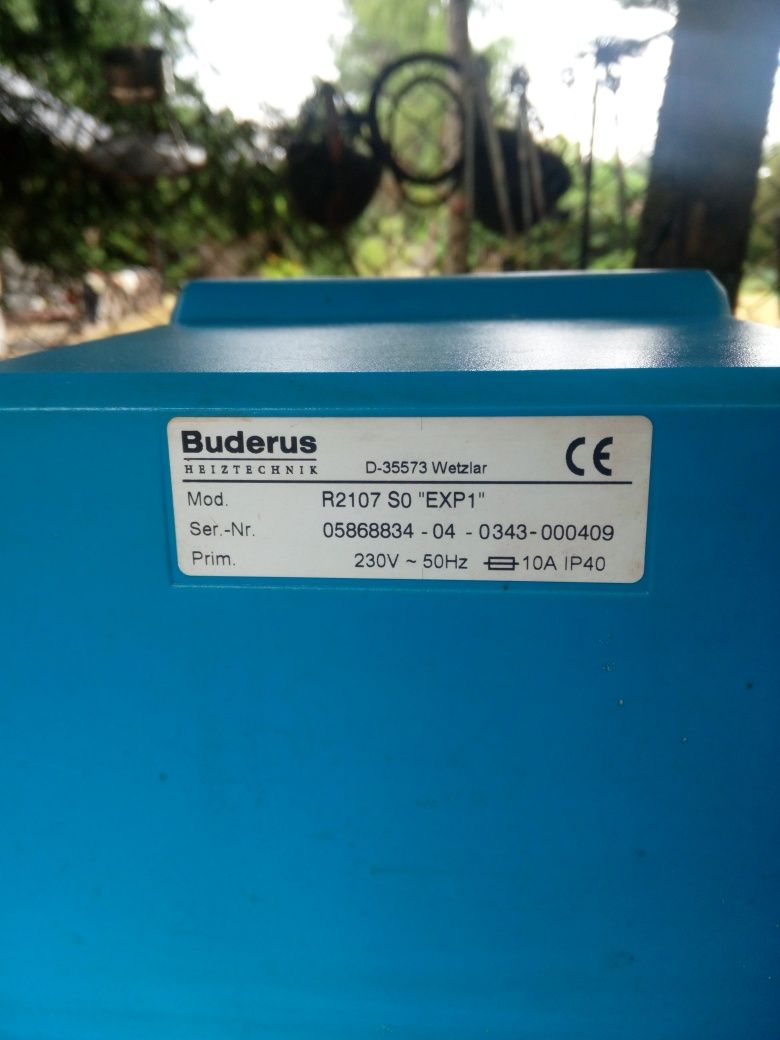 Buderus
HEIZTECHNIK D-35573 Wetzlar CE
Mod. R2107 S0 "EXP1"
Ser.-Nr. 05868834 - 04 - 0343 - 000409
Prim. 230V ~ 50Hz 10A IP40